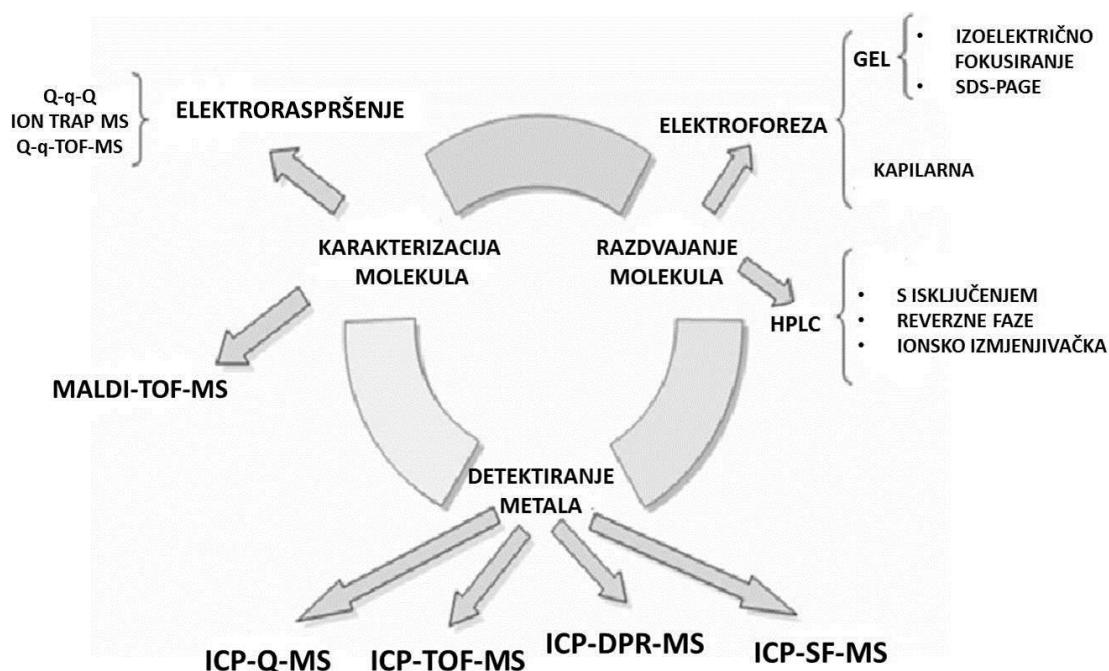 Q-q-Q
ION TRAP MS
Q-q-TOF-MS
ELEKTRORASPRŠENJE
ELEKTROFOREZA
GEL
• IZOELEKTRIČNO
FOKUSIRANJE
• SDS-PAGE
KAPILARNA
KARAKTERIZACIJA
MOLEKULA
RAZDVAJANJE
MOLEKULA
HPLC
• S ISKLJUČENJEM
• REVERZNE FAZE
• IONSKO IZMJENJIVAČKA
MALDI-TOF-MS
DETEKTIRANJE
METALA
ICP-Q-MS
ICP-TOF-MS
ICP-DPR-MS
ICP-SF-MS